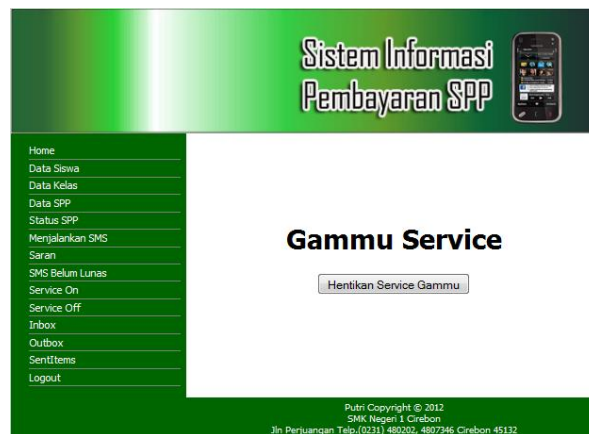 Sistem Informasi
Pembayaran SPP
Home
Data Siswa
Data Kelas
Data SPP
Status SPP
Menjalankan SMS
Saran
SMS Belum Lunas
Service On
Service Off
Inbox
Outbox
SentItems
Logout
Gammu Service
Hentikan Service Gammu
Putri Copyright © 2012
SMK Negeri 1 Cirebon
Jln Perjuangan Telp.(0231) 480202, 4807346 Cirebon 45132